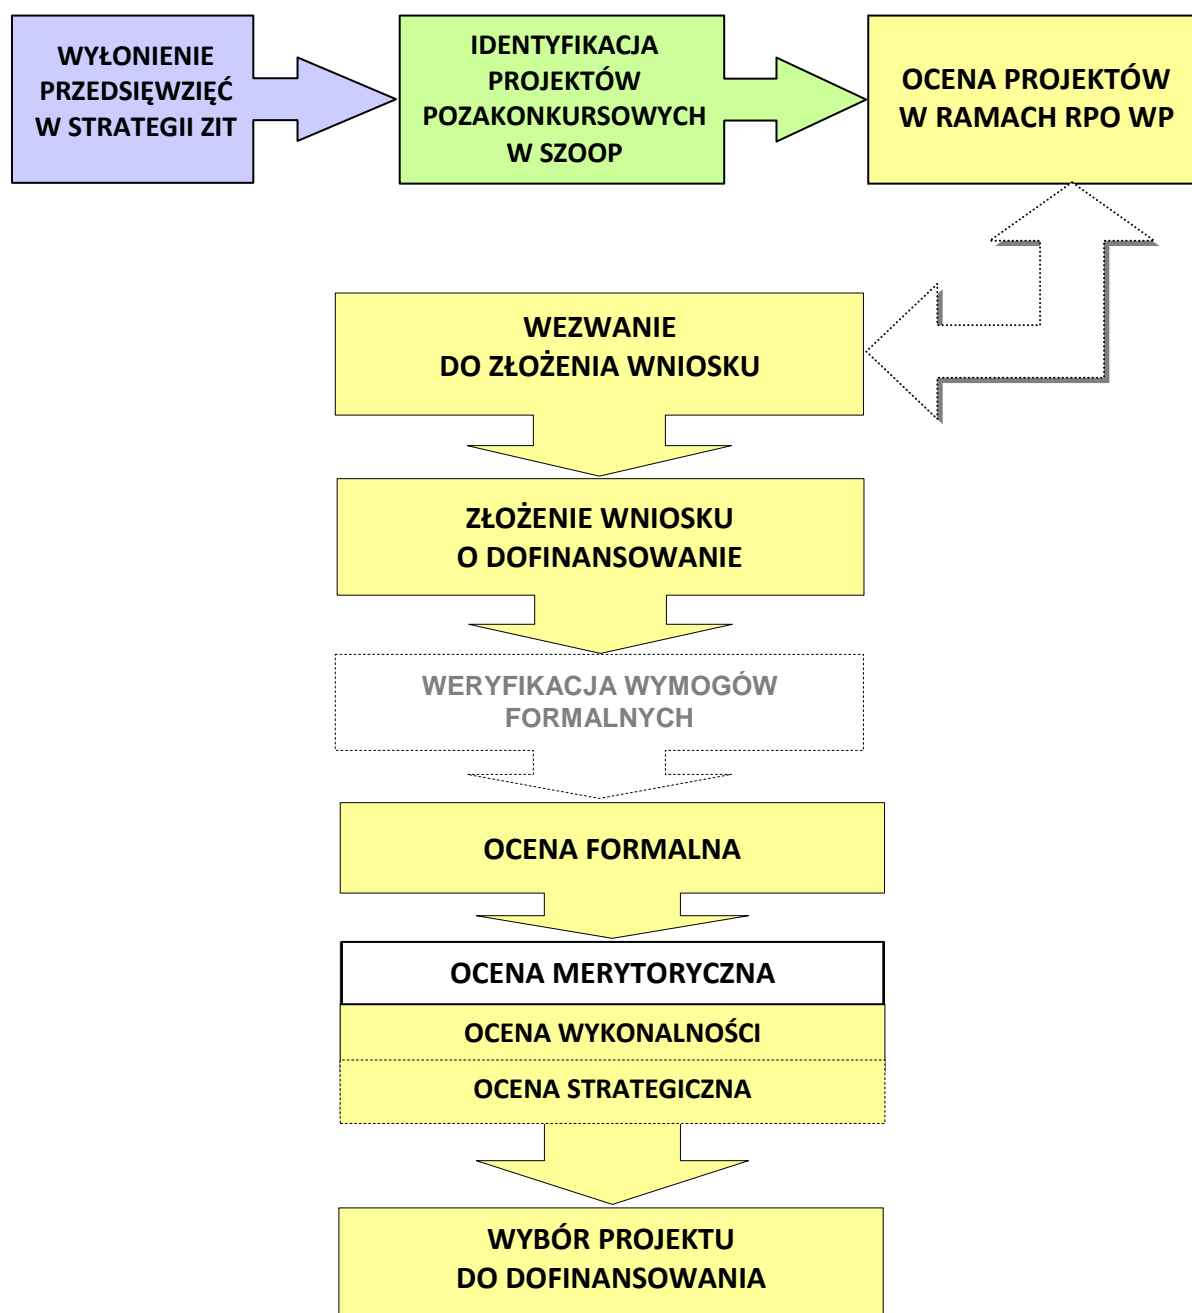 WYŁONIENIE
PRZEDSIĘWZIĘĆ
W STRATEGII ZIT
IDENTYFIKACJA
PROJEKTÓW
POZAKONKURSOWYCH
W SZOOP
OCENA PROJEKTÓW
W RAMACH RPO WP
WEZWANIE
DO ZŁOŻENIA WNIOSKU
ZŁOŻENIE WNIOSKU
O DOFINANSOWANIE
WERYFIKACJA WYMOGÓW
FORMALNYCH
OCENA FORMALNA
OCENA MERYTORYCZNA
OCENA WYKONALNOŚCI
OCENA STRATEGICZNA
WYBÓR PROJEKTU
DO DOFINANSOWANIA